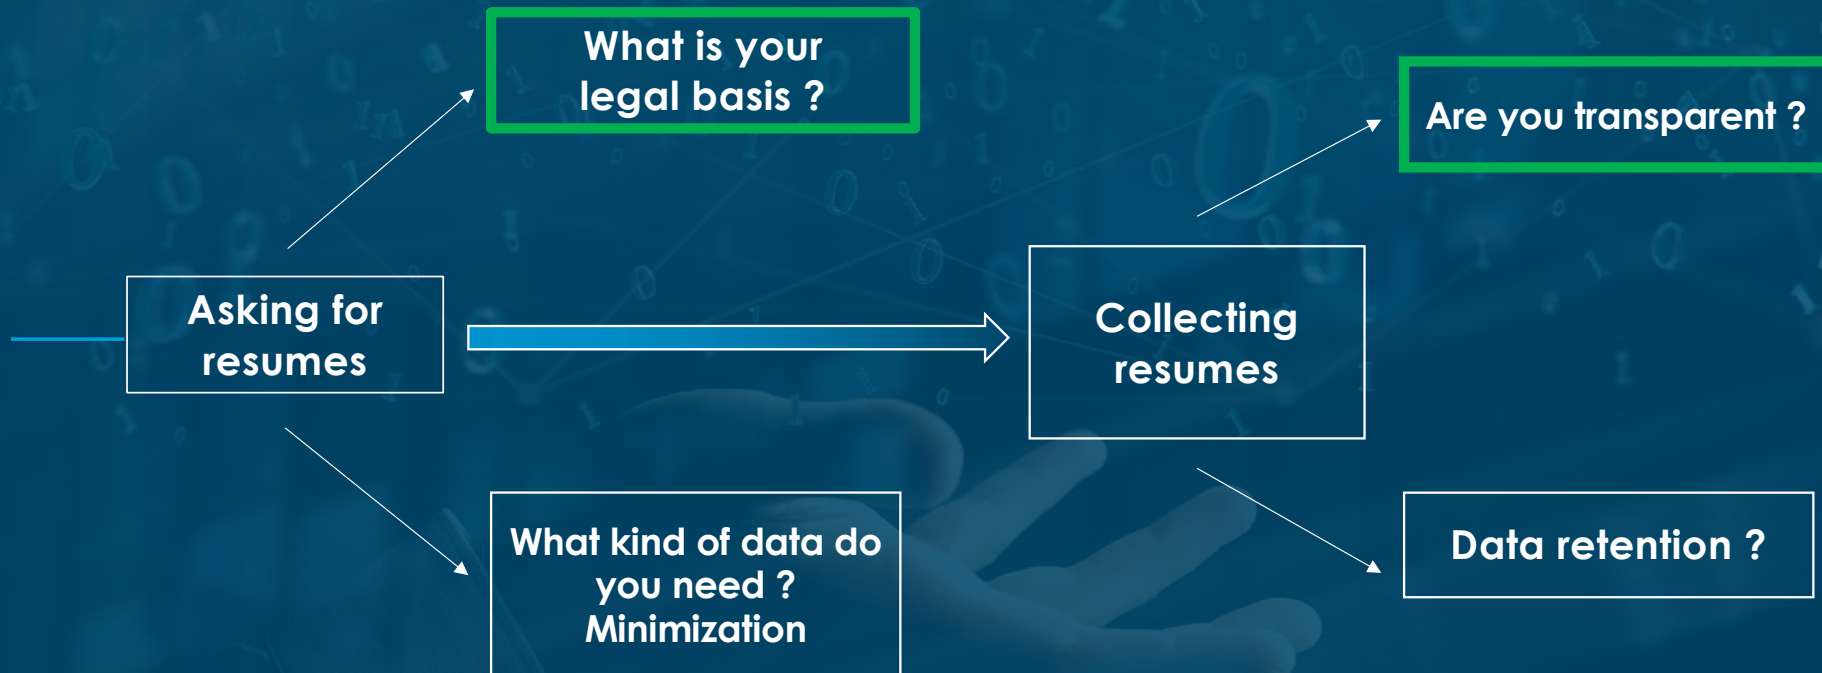 What is your
legal basis ?
Are you transparent ?
Asking for
resumes
Collecting
resumes
What kind of data do
you need ?
Minimization
Data retention ?